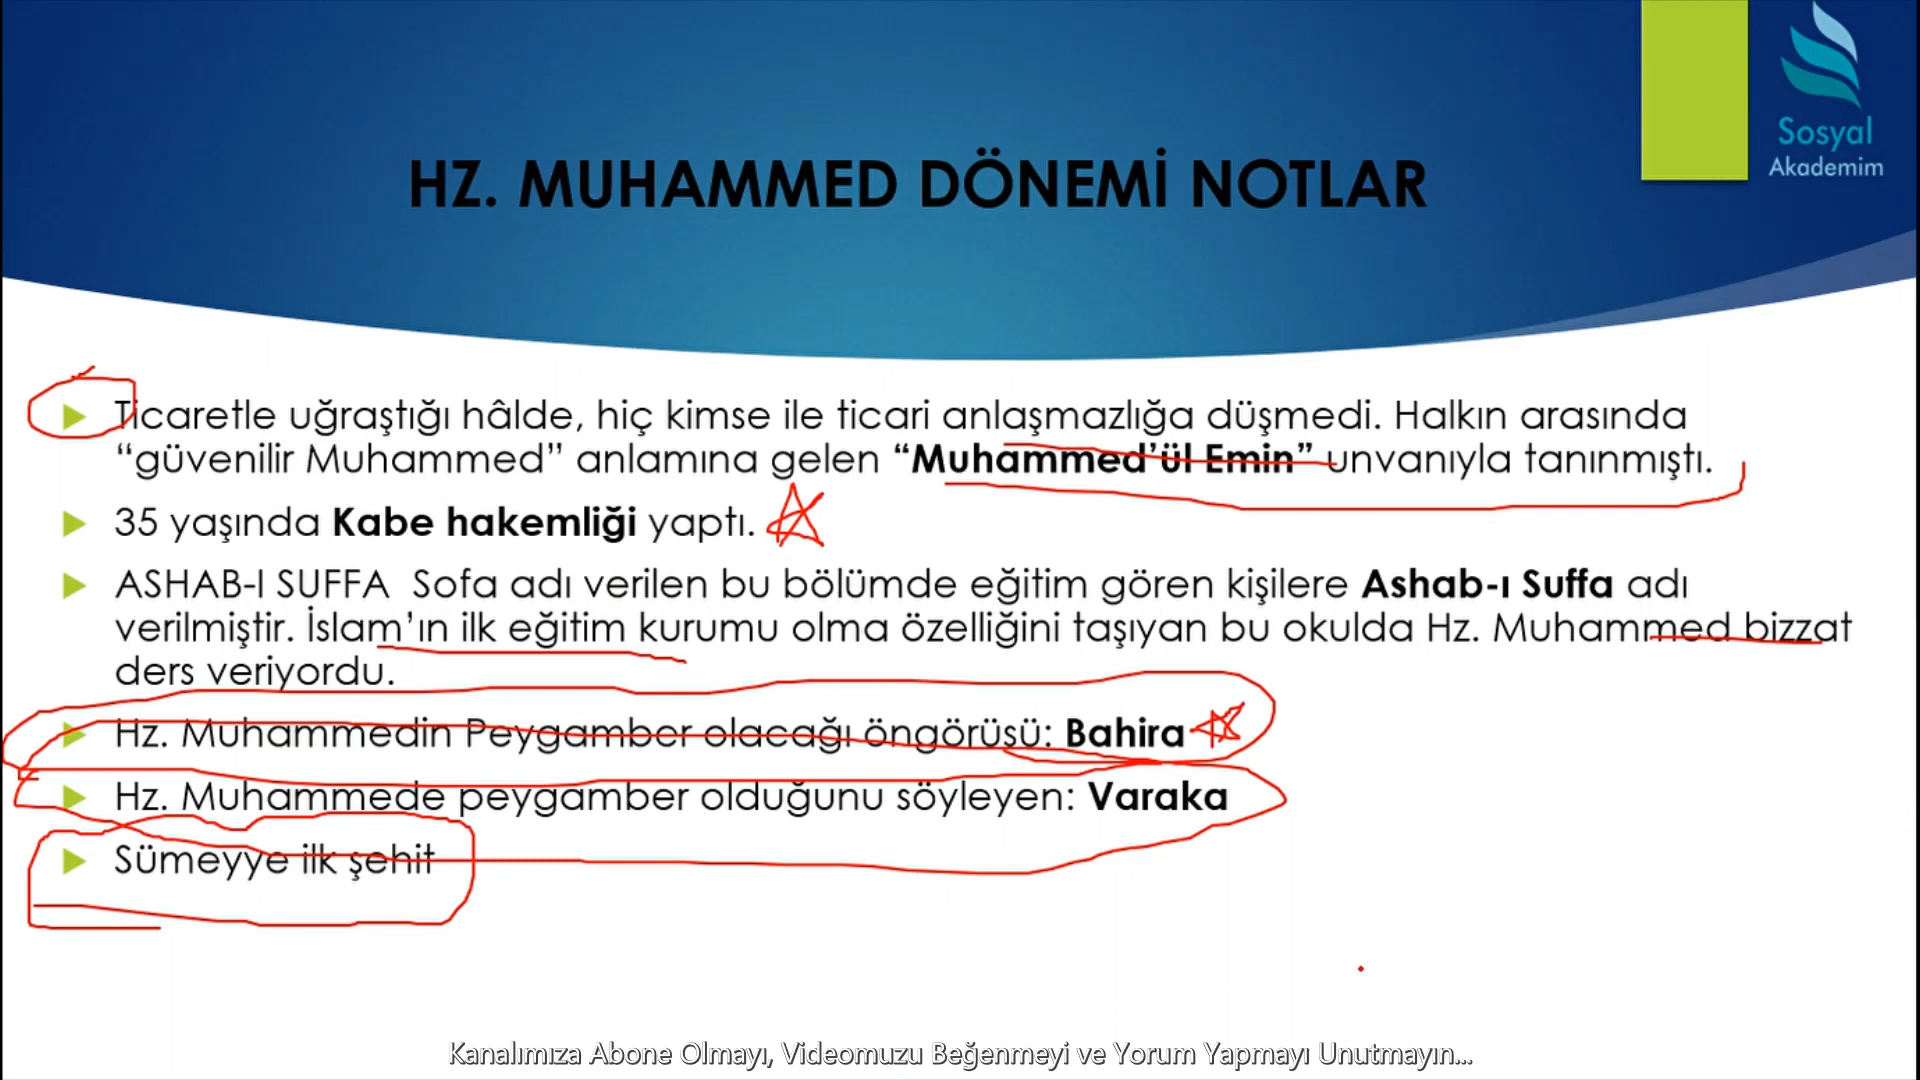 Sosyal
Akademim
HZ. MUHAMMED DÖNEMİ NOTLAR
Ticaretle uğraştığı hâlde, hiç kimse ile ticari anlaşmazlığa düşmedi. Halkın arasında
“güvenilir Muhammed” anlamına gelen “Muhammed’ül Emin” unvanıyla tanınmıştı.
35 yaşında Kabe hakemliği yaptı.
ASHAB-I SUFFA  Sofa adı verilen bu bölümde eğitim gören kişilere Ashab-ı Suffa adı
verilmiştir. İslam’ın ilk eğitim kurumu olma özelliğini taşıyan bu okulda Hz. Muhammed bizzat
ders veriyordu.
Hz. Muhammedin Peygamber olacağı öngörüsü: Bahira
Hz. Muhammede peygamber olduğunu söyleyen: Varaka
Sümeyye ilk şehit
Kanalımıza Abone Olmayı, Videomuzu Beğenmeyi ve Yorum Yapmayı Unutmayın...